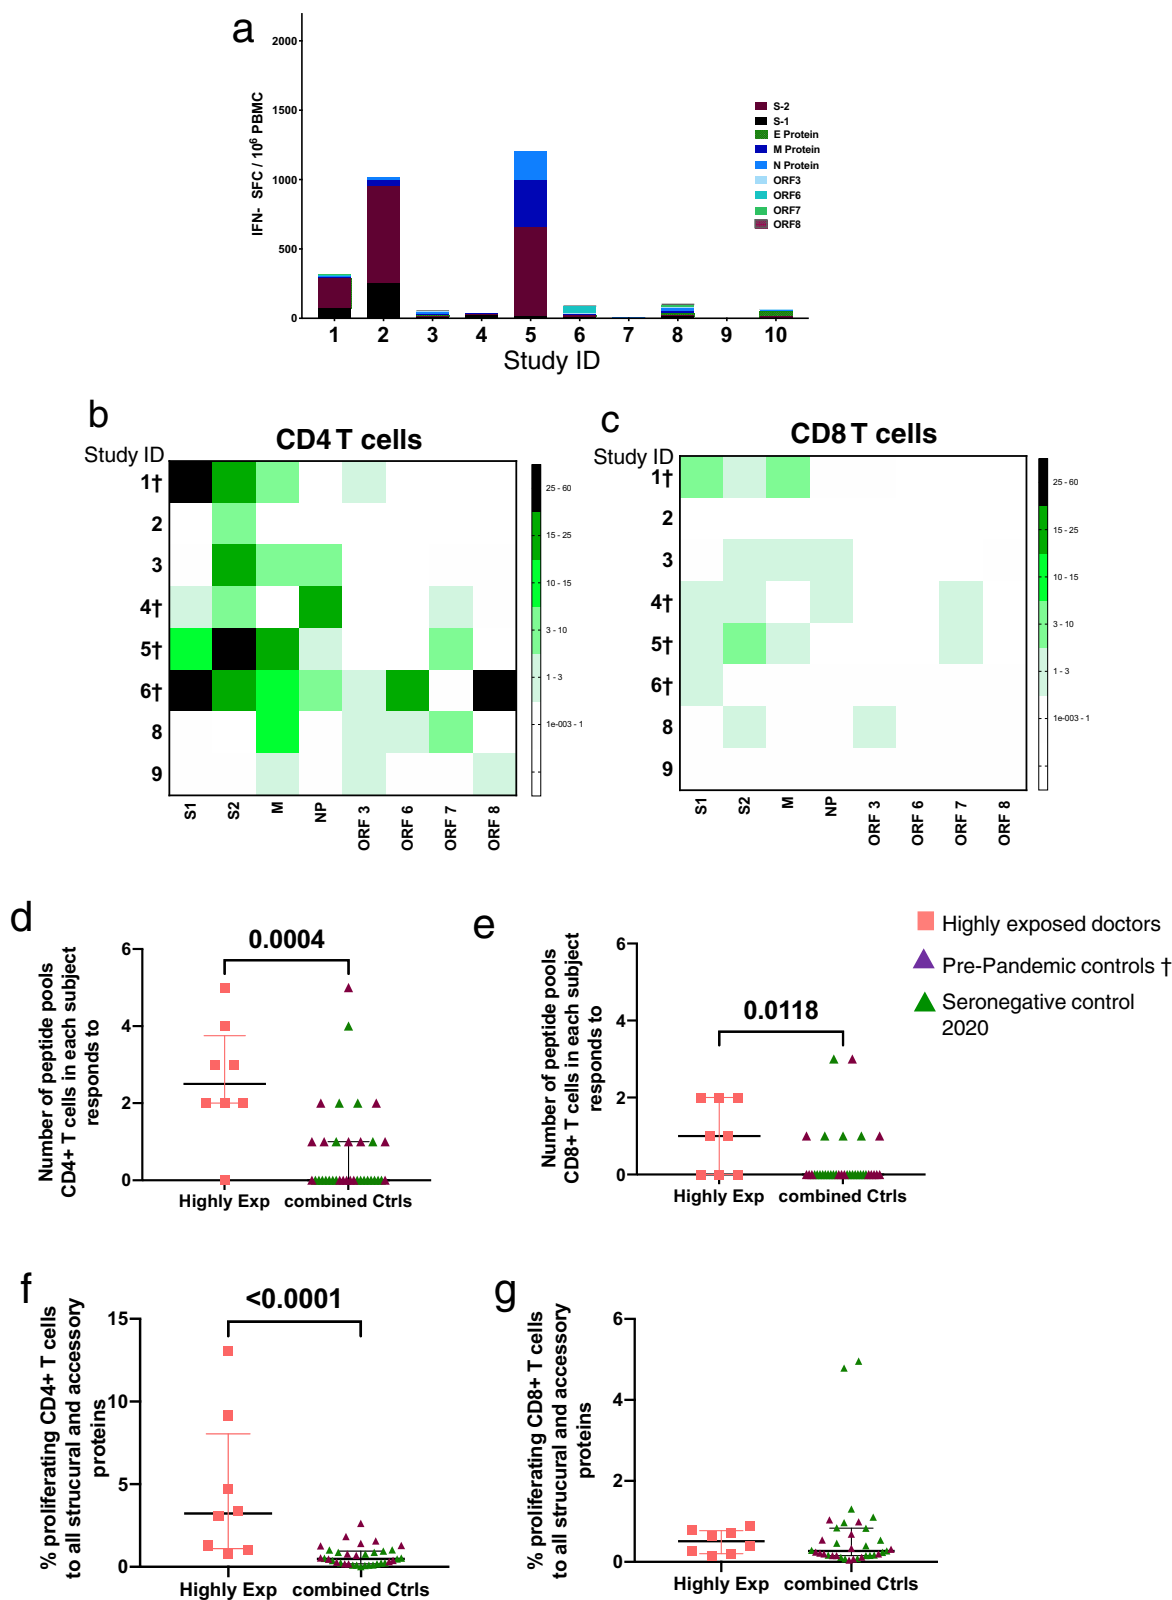 a
2000
1500
1000
500
0
IFN- SFC / 10⁶ PBMC
S-2
S-1
E Protein
M Protein
N Protein
ORF3
ORF6
ORF7
ORF8
1 2 3 4 5 6 7 8 9 10
Study ID
b
CD4 T cells
Study ID
1†
2
3
4†
5†
6†
8
9
S1 S2 M NP ORF 3 ORF 6 ORF 7 ORF 8
25 - 60
15 - 25
10 - 15
3 - 10
1 - 3
1e-003 - 1
c
CD8 T cells
Study ID
1†
2
3
4†
5†
6†
8
9
S1 S2 M NP ORF 3 ORF 6 ORF 7 ORF 8
25 - 60
15 - 25
10 - 15
3 - 10
1 - 3
1e-003 - 1
d
Number of peptide pools
CD4+ T cells in each subject
responds to
6
4
2
0
0.0004
Highly Exp combined Ctrls
e
Number of peptide pools
CD8+ T cells in each subject
responds to
6
4
2
0
0.0118
Highly Exp combined Ctrls
Highly exposed doctors
Pre-Pandemic controls †
Seronegative control
2020
f
% proliferating CD4+ T cells
to all strucural and accessory
proteins
15
10
5
0
<0.0001
Highly Exp combined Ctrls
g
% proliferating CD8+ T cells
to all strucural and accessory
proteins
6
4
2
0
Highly Exp combined Ctrls